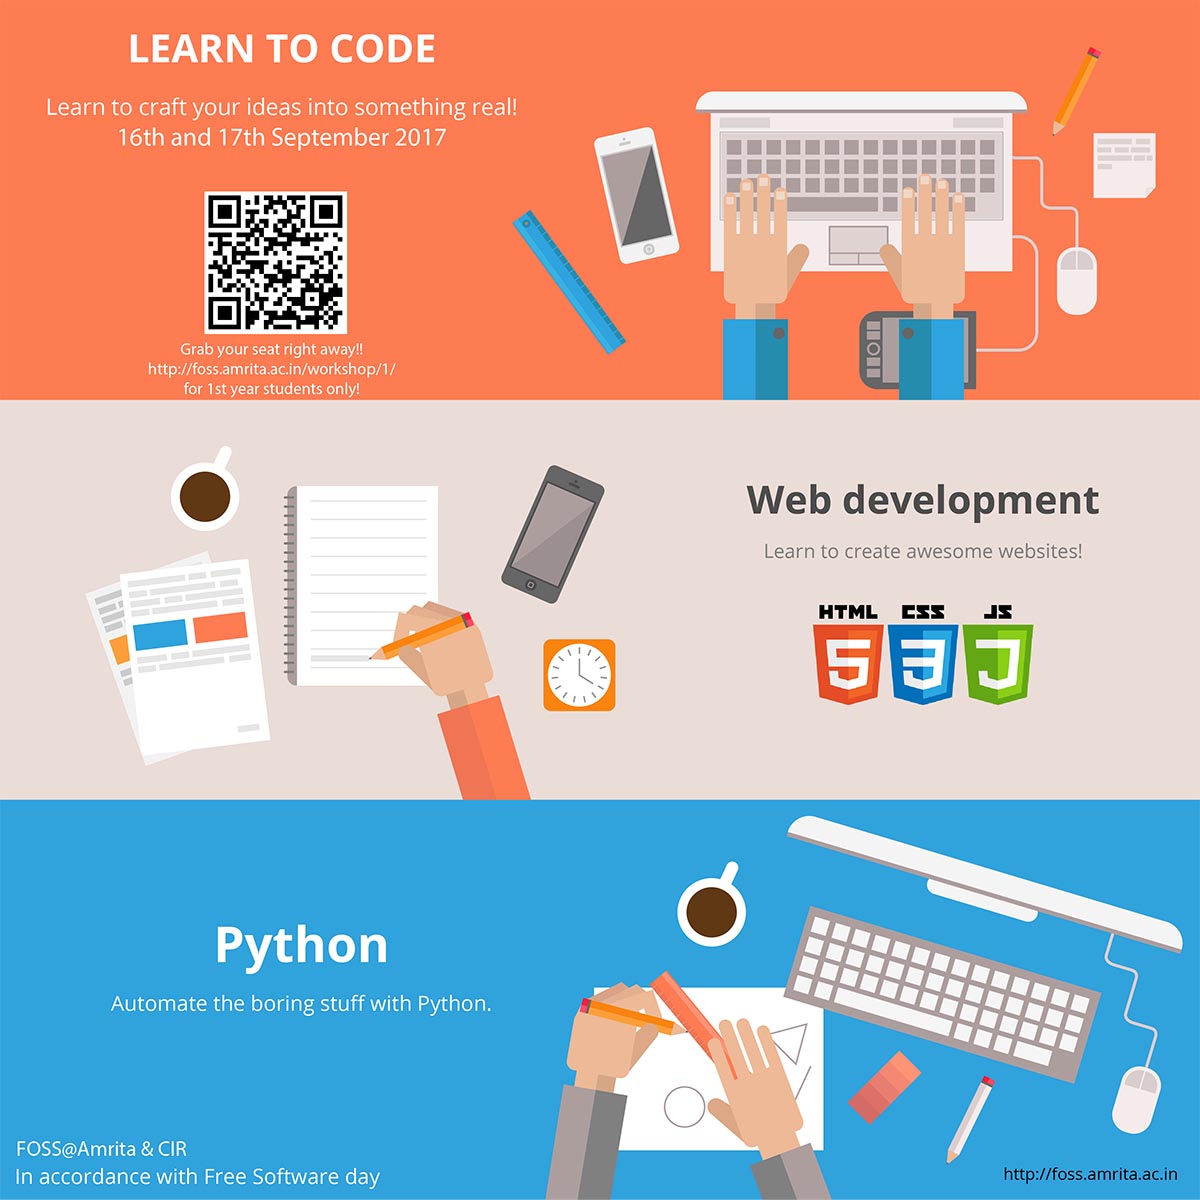 LEARN TO CODE
Learn to craft your ideas into something real!
16th and 17th September 2017
Grab your seat right away!!
http://foss.amrita.ac.in/workshop/1/
for 1st year students only!
Web development
Learn to create awesome websites!
HTML CSS JS
5 3 J
Python
Automate the boring stuff with Python.
FOSS@Amrita & CIR
In accordance with Free Software day
http://foss.amrita.ac.in